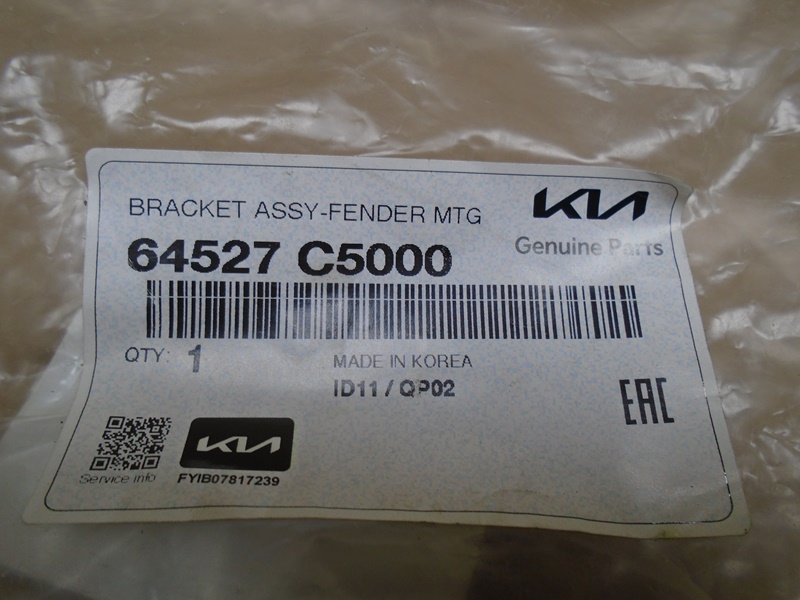 BRACKET ASSY-FENDER MTG
KIA
64527 C5000
Genuine Parts
QTY: 1
MADE IN KOREA
ID11 / QP02
EAC
KIA
Service info
FYIB07817239